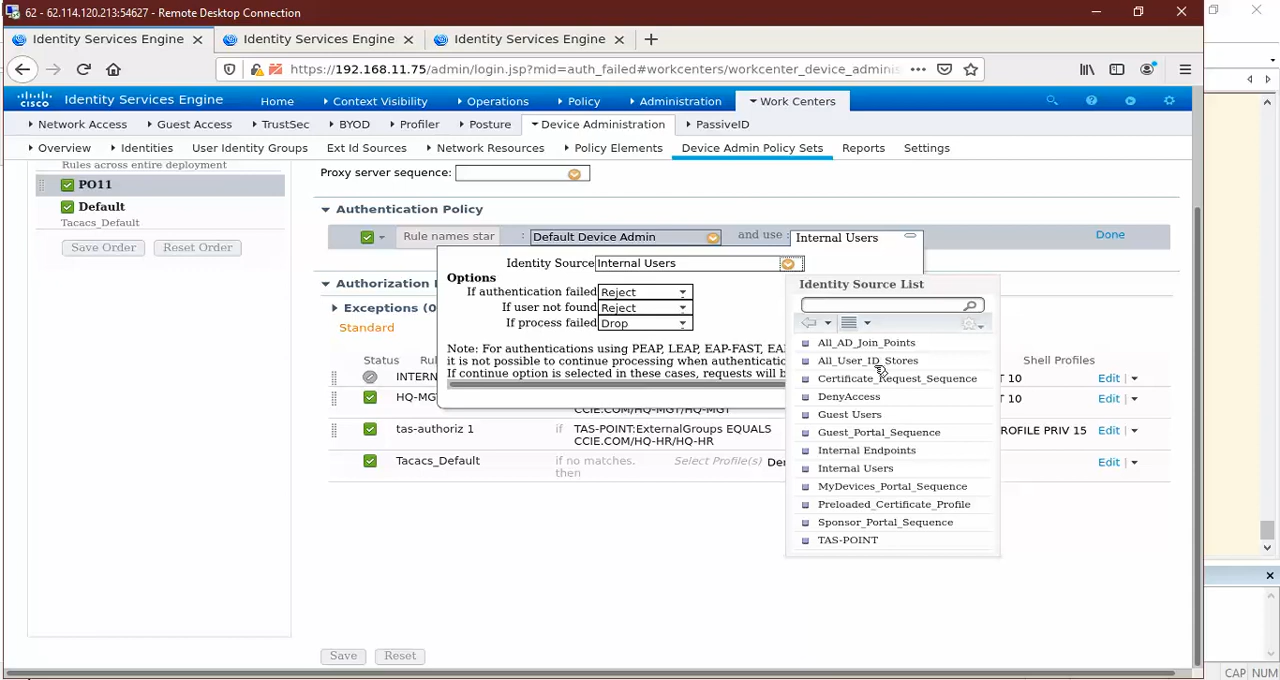 62 - 62.114.120.213:54627 - Remote Desktop Connection
Identity Services Engine
Identity Services Engine
Identity Services Engine
https://192.168.11.75/admin/login.jsp?mid=auth_failed#workcenters/workcenter_device_adminis
cisco
Identity Services Engine
Home
Context Visibility
Operations
Policy
Administration
Work Centers
Network Access
Guest Access
TrustSec
BYOD
Profiler
Posture
Device Administration
PassiveID
Overview
Identities
User Identity Groups
Ext Id Sources
Network Resources
Policy Elements
Device Admin Policy Sets
Reports
Settings
Rules across entire deployment
PO11
Default
Tacacs_Default
Save Order
Reset Order
Proxy server sequence:
Authentication Policy
Rule names star
: Default Device Admin
and use :
Internal Users
Done
Identity Source Internal Users
Options
If authentication failed Reject
If user not found Reject
If process failed Drop
Note: For authentications using PEAP, LEAP, EAP-FAST, EA
it is not possible to continue processing when authenticatio
If continue option is selected in these cases, requests will b
Identity Source List
All_AD_Join_Points
All_User_ID_Stores
Certificate_Request_Sequence
DenyAccess
Guest Users
Guest_Portal_Sequence
Internal Endpoints
Internal Users
MyDevices_Portal_Sequence
Preloaded_Certificate_Profile
Sponsor_Portal_Sequence
TAS-POINT
Authorization
Exceptions (0
Standard
Status
Ru
Shell Profiles
INTERN
T 10
Edit
HQ-MG
CCIE.COM/HQ-MGT/HQ-MGT
T 10
Edit
tas-authoriz 1
if
TAS-POINT:ExternalGroups EQUALS
CCIE.COM/HQ-HR/HQ-HR
ROFILE PRIV 15
Edit
Tacacs_Default
if no matches,
then
Select Profile(s)
Den
Edit
Save
Reset
CAP
NUM